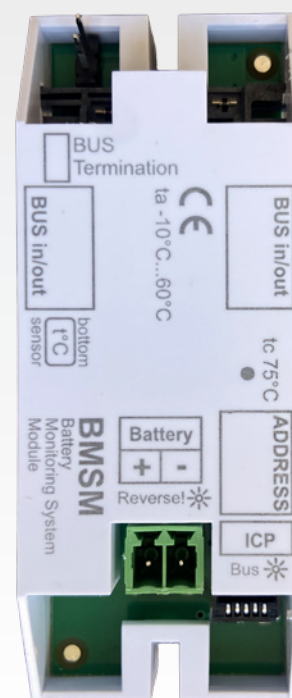 BUS
Termination
BUS in/out
CE
ta -10°C...60°C
BUS in/out
bottom
t°C
sensor
tc 75°C
BMSM
Battery
Monitoring System
Module
Battery
+ -
Reverse!
ADDRESS
ICP
Bus